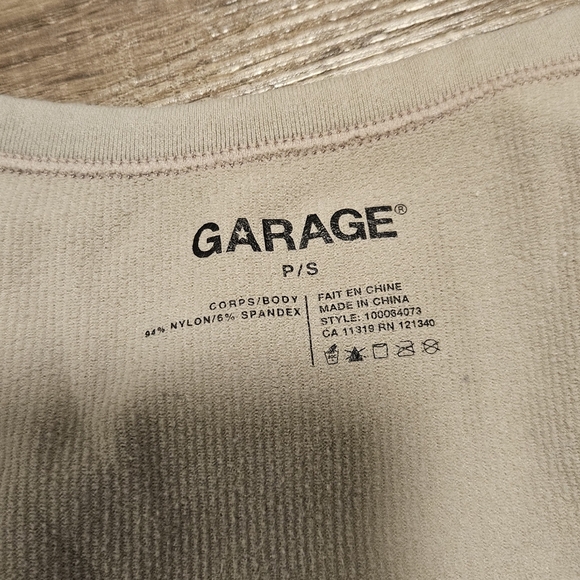 GARAGE®
P/S
CORPS/BODY
94% NYLON/6% SPANDEX
FAIT EN CHINE
MADE IN CHINA
STYLE: 100084073
CA 11319 RN 121340